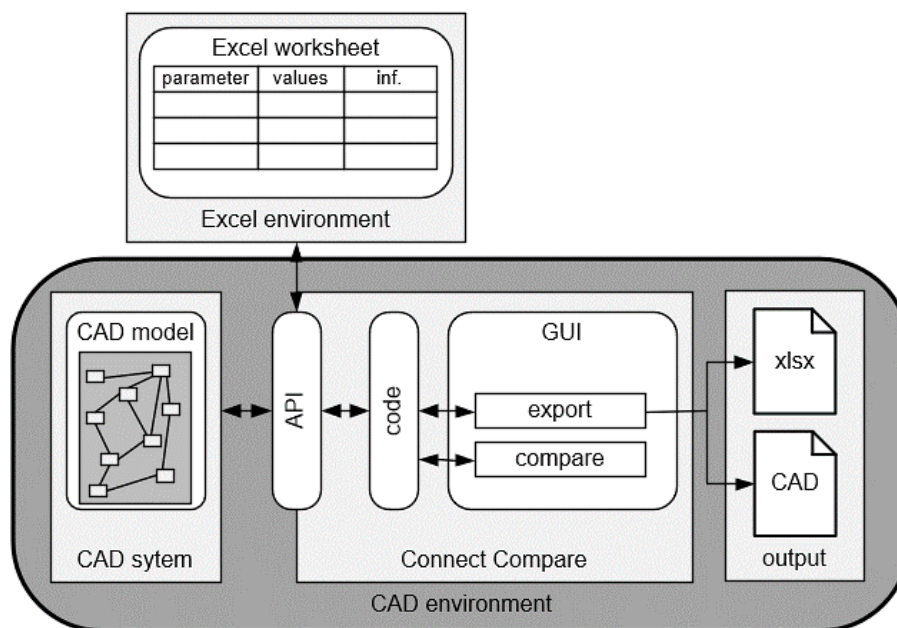 Excel worksheet
parameter values inf.
Excel environment
CAD model
API
code
GUI
export
compare
xlsx
CAD
CAD sytem
Connect Compare
output
CAD environment